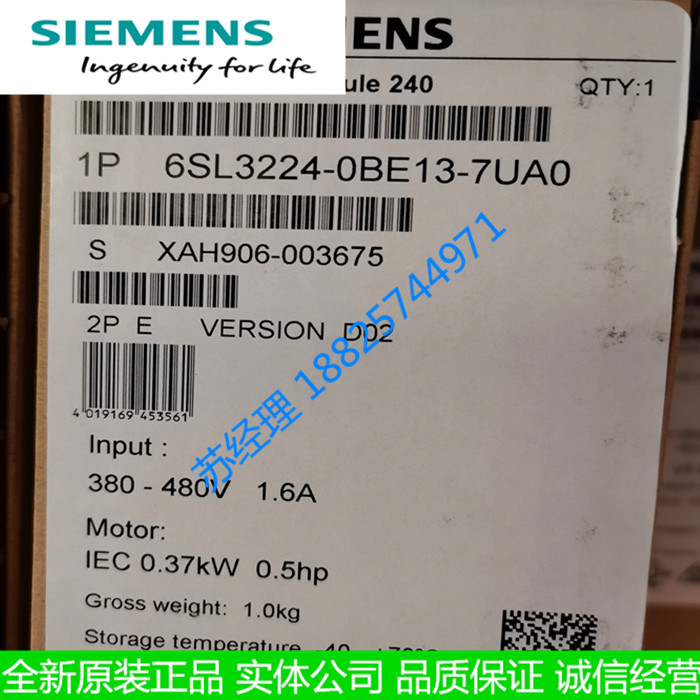 SIEMENS
Ingenuity for life
ENS
ule 240
QTY:1
1P 6SL3224-0BE13-7UA0
S XAH906-003675
2P E VERSION D02
4 019169 453561
苏经理 18825744971
Input :
380 - 480V 1.6A
Motor:
IEC 0.37kW 0.5hp
Gross weight: 1.0kg
Storage temperature
全新原装正品 实体公司 品质保证 诚信经营